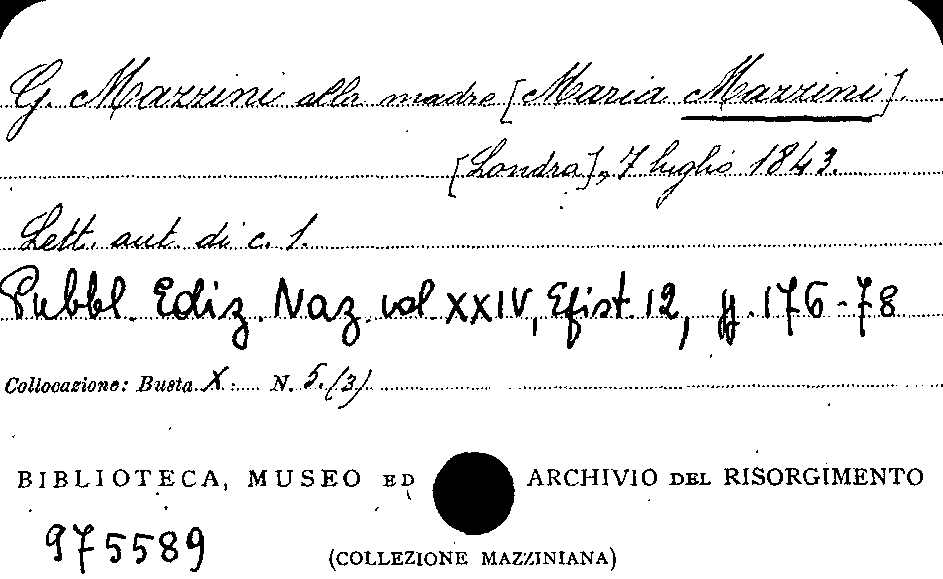 G. Mazzini alla madre [Maria Mazzini].
[Londra], 7 luglio 1843.
Lett. aut. di c. 1.
Pubbl. Ediz. Naz. vol. XXIV, Epist. 12, pp. 176-78
Collocazione: Busta X. N. 5. (3)
BIBLIOTECA, MUSEO ED ARCHIVIO DEL RISORGIMENTO
975589
(COLLEZIONE MAZZINIANA)